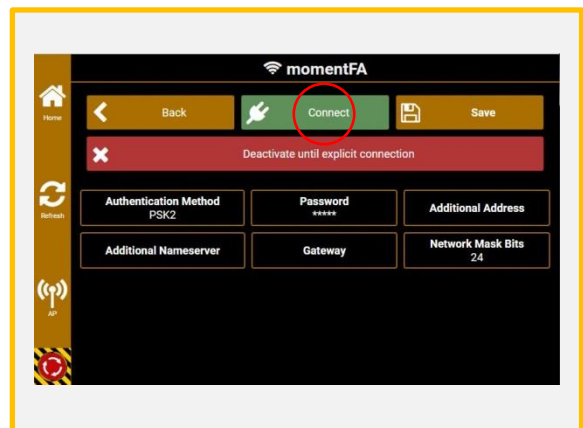 momentFA
Home
Back
Connect
Save
Deactivate until explicit connection
Refresh
Authentication Method
PSK2
Password
*****
Additional Address
Additional Nameserver
Gateway
Network Mask Bits
24
AP